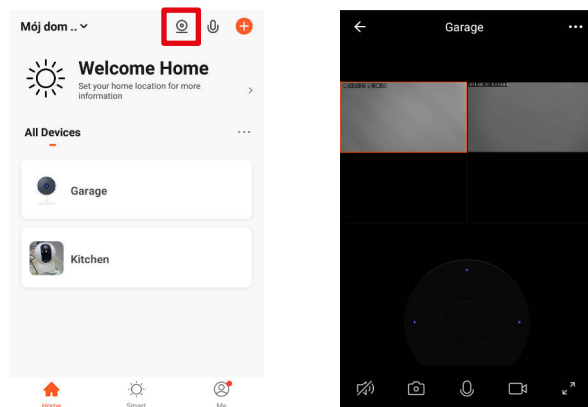 Mój dom ..
Welcome Home
Set your home location for more
information
All Devices
Garage
Kitchen
Home
Smart
Me
Garage